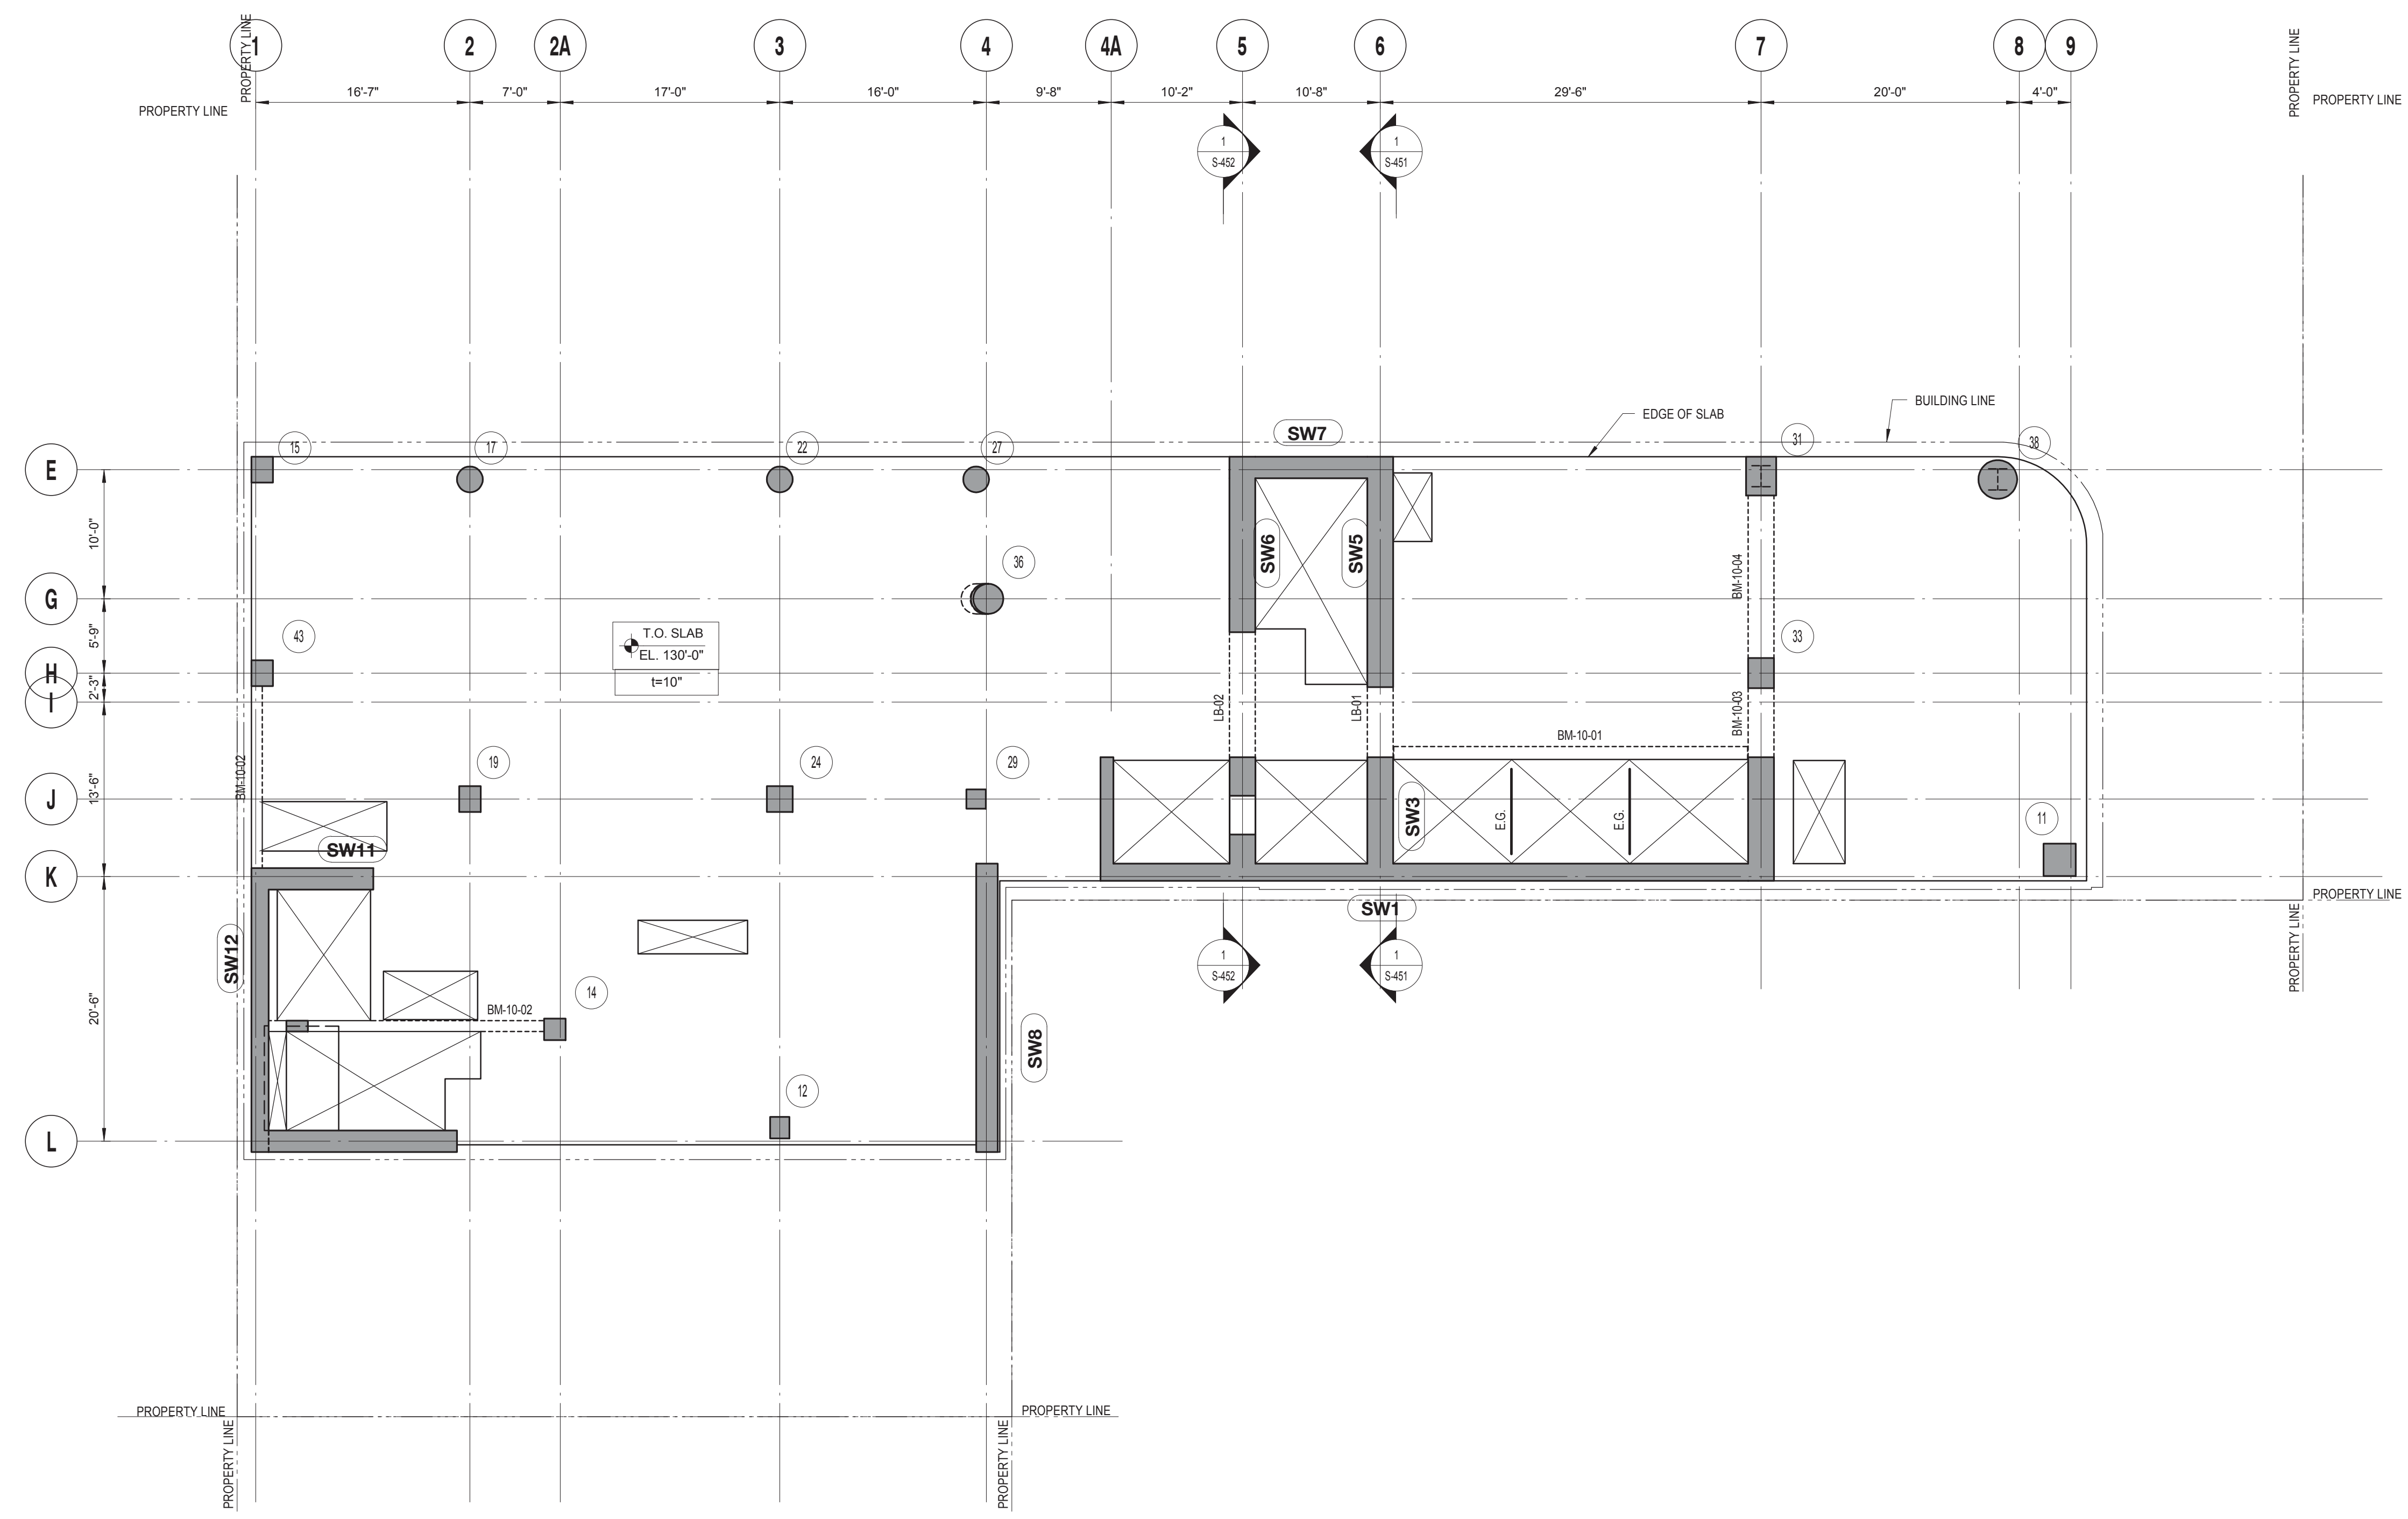 1
2
2A
3
4
4A
5
6
7
8
9
PROPERTY LINE
PROPERTY LINE
PROPERTY LINE
PROPERTY LINE
16'-7"
7'-0"
17'-0"
16'-0"
9'-8"
10'-2"
10'-8"
29'-6"
20'-0"
4'-0"
1
S-452
1
S-451
BUILDING LINE
EDGE OF SLAB
SW7
E
15
17
22
27
31
38
10'-0"
SW6
SW5
BM-10-04
36
G
5'-9"
43
T.O. SLAB
EL. 130'-0"
t=10"
33
H
2'-3"
I
LB-02
LB-01
BM-10-03
BM-10-01
BM-10-02
13'-6"
19
24
29
J
SW3
E.G.
E.G.
11
SW11
K
SW1
PROPERTY LINE
PROPERTY LINE
SW12
1
S-452
1
S-451
20'-6"
14
BM-10-02
SW8
12
L
PROPERTY LINE
PROPERTY LINE
PROPERTY LINE
PROPERTY LINE